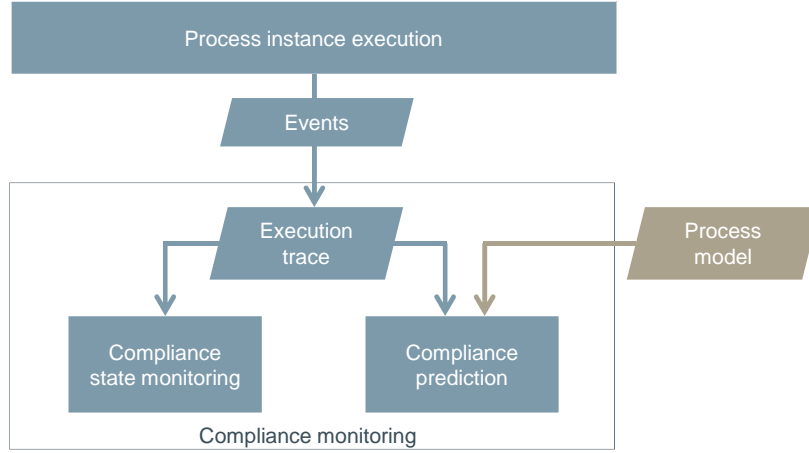 Process instance execution
Events
Execution
trace
Process
model
Compliance
state monitoring
Compliance
prediction
Compliance monitoring